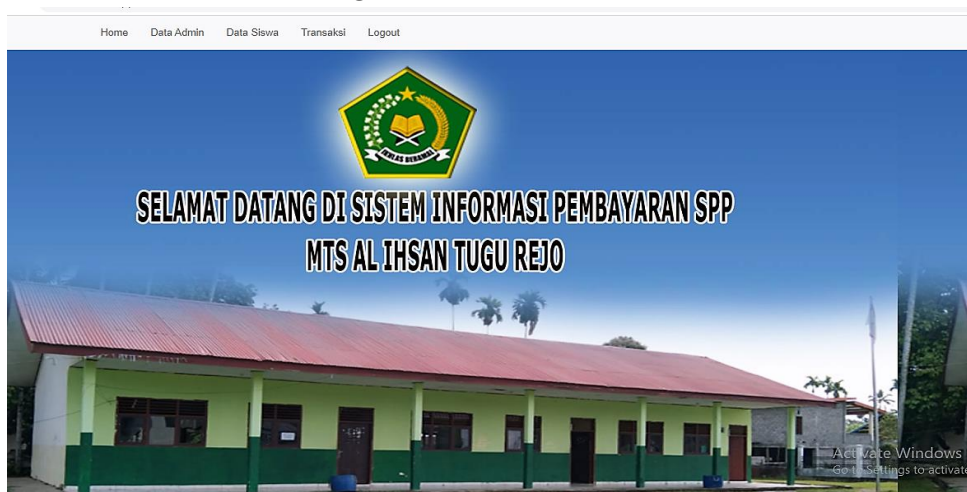 Home Data Admin Data Siswa Transaksi Logout
IKHLAS BERAMAL
SELAMAT DATANG DI SISTEM INFORMASI PEMBAYARAN SPP
MTS AL IHSAN TUGU REJO
Activate Windows
Go to Settings to activate